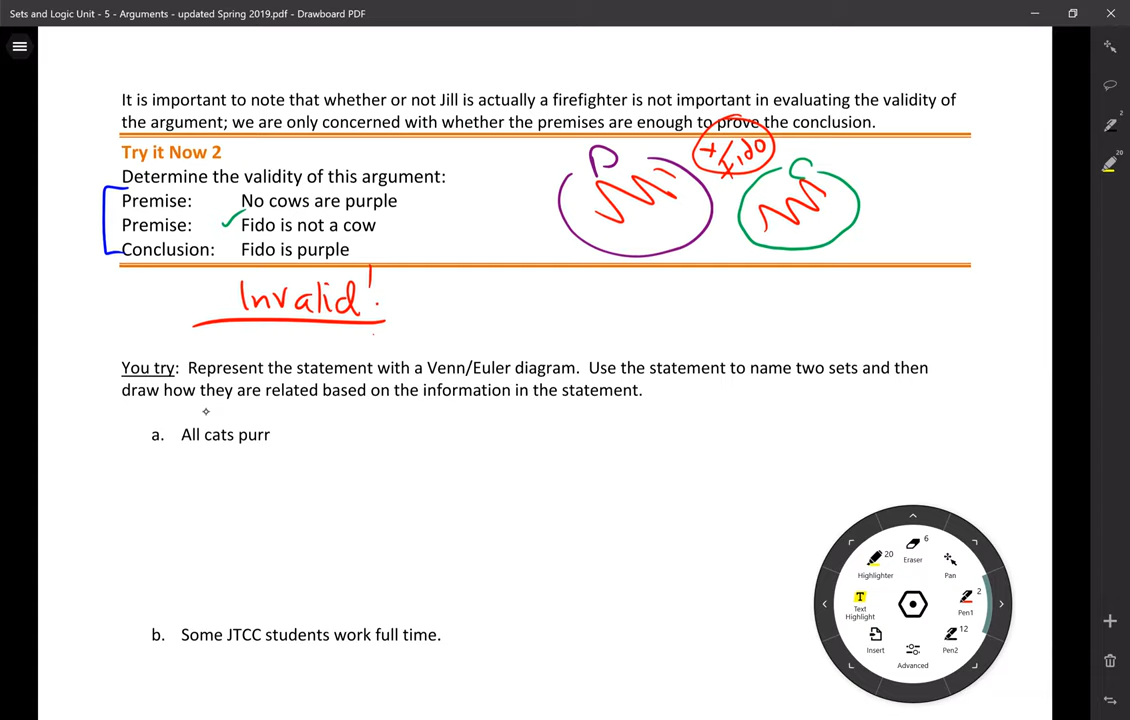 Sets and Logic Unit - 5 - Arguments - updated Spring 2019.pdf - Drawboard PDF
It is important to note that whether or not Jill is actually a firefighter is not important in evaluating the validity of
the argument; we are only concerned with whether the premises are enough to prove the conclusion.
Try it Now 2
Determine the validity of this argument:
Premise: No cows are purple
Premise: ✓ Fido is not a cow
Conclusion: Fido is purple
P
x Fido
C
Invalid!
You try: Represent the statement with a Venn/Euler diagram. Use the statement to name two sets and then
draw how they are related based on the information in the statement.
a. All cats purr
b. Some JTCC students work full time.
6
Eraser
20
Highlighter
Pan
T
Text
Highlight
2
Pen1
12
Pen2
Insert
Advanced
2
20